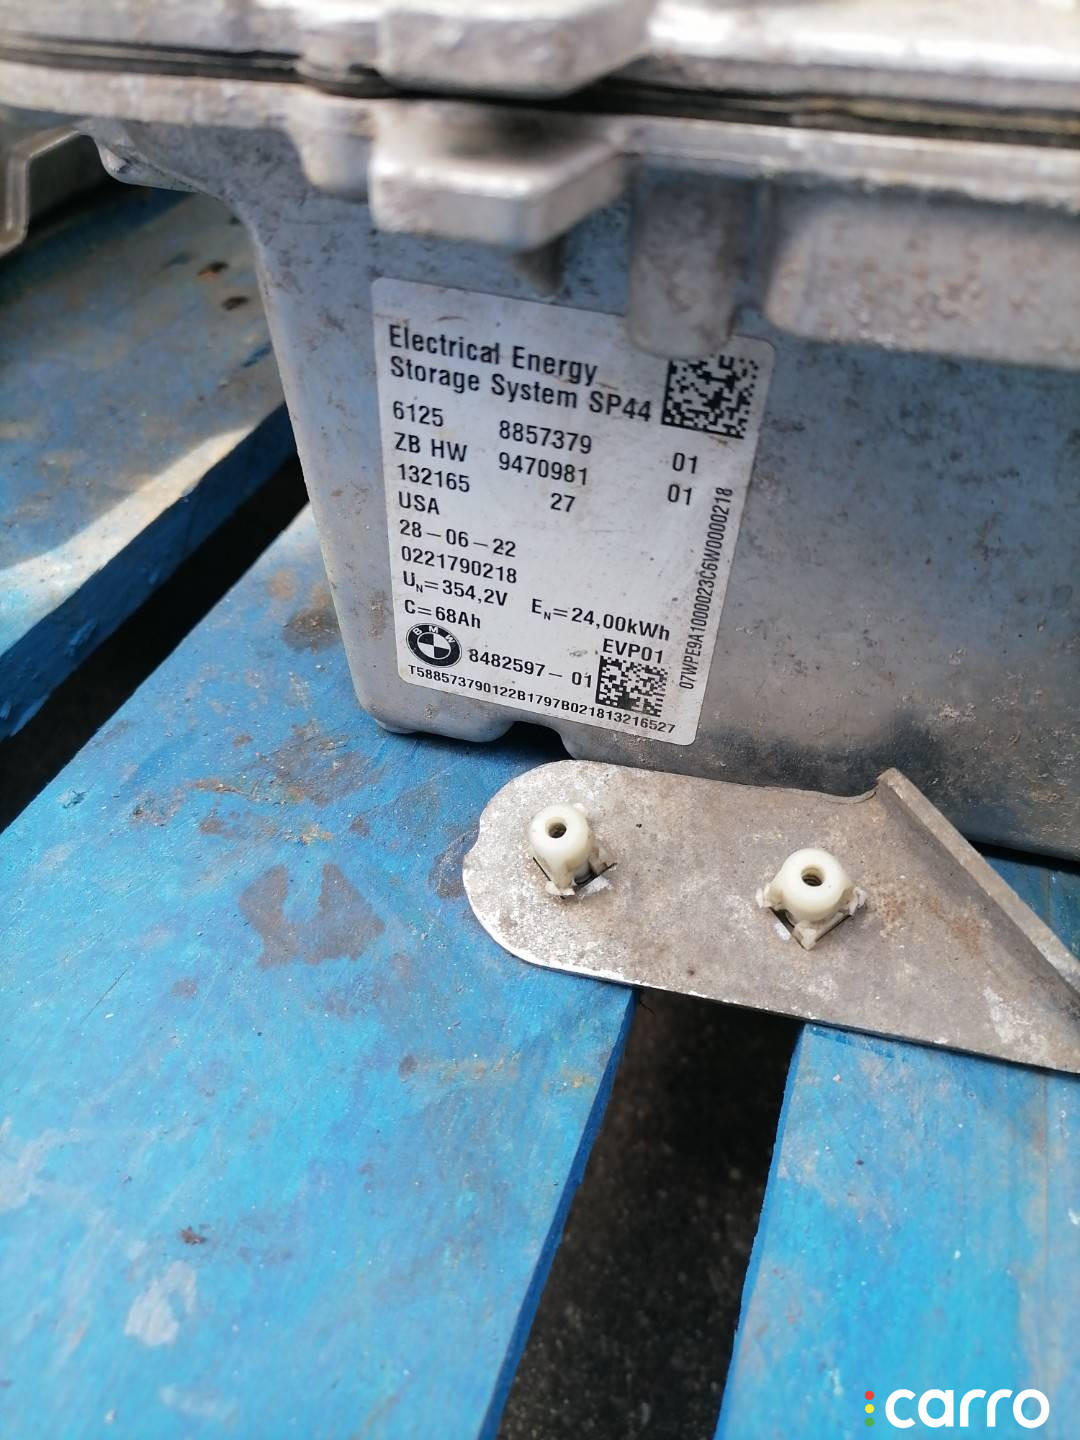 Electrical Energy
Storage System SP44
6125 8857379 01
ZB HW 9470981 01
132165 27
USA
28-06-22
0221790218
UN=354,2V EN=24,00kWh
C=68Ah EVP01
BMW 8482597-01
T588573790122B1797B021813216527
07WPE9A1000023C6W0000218
carro